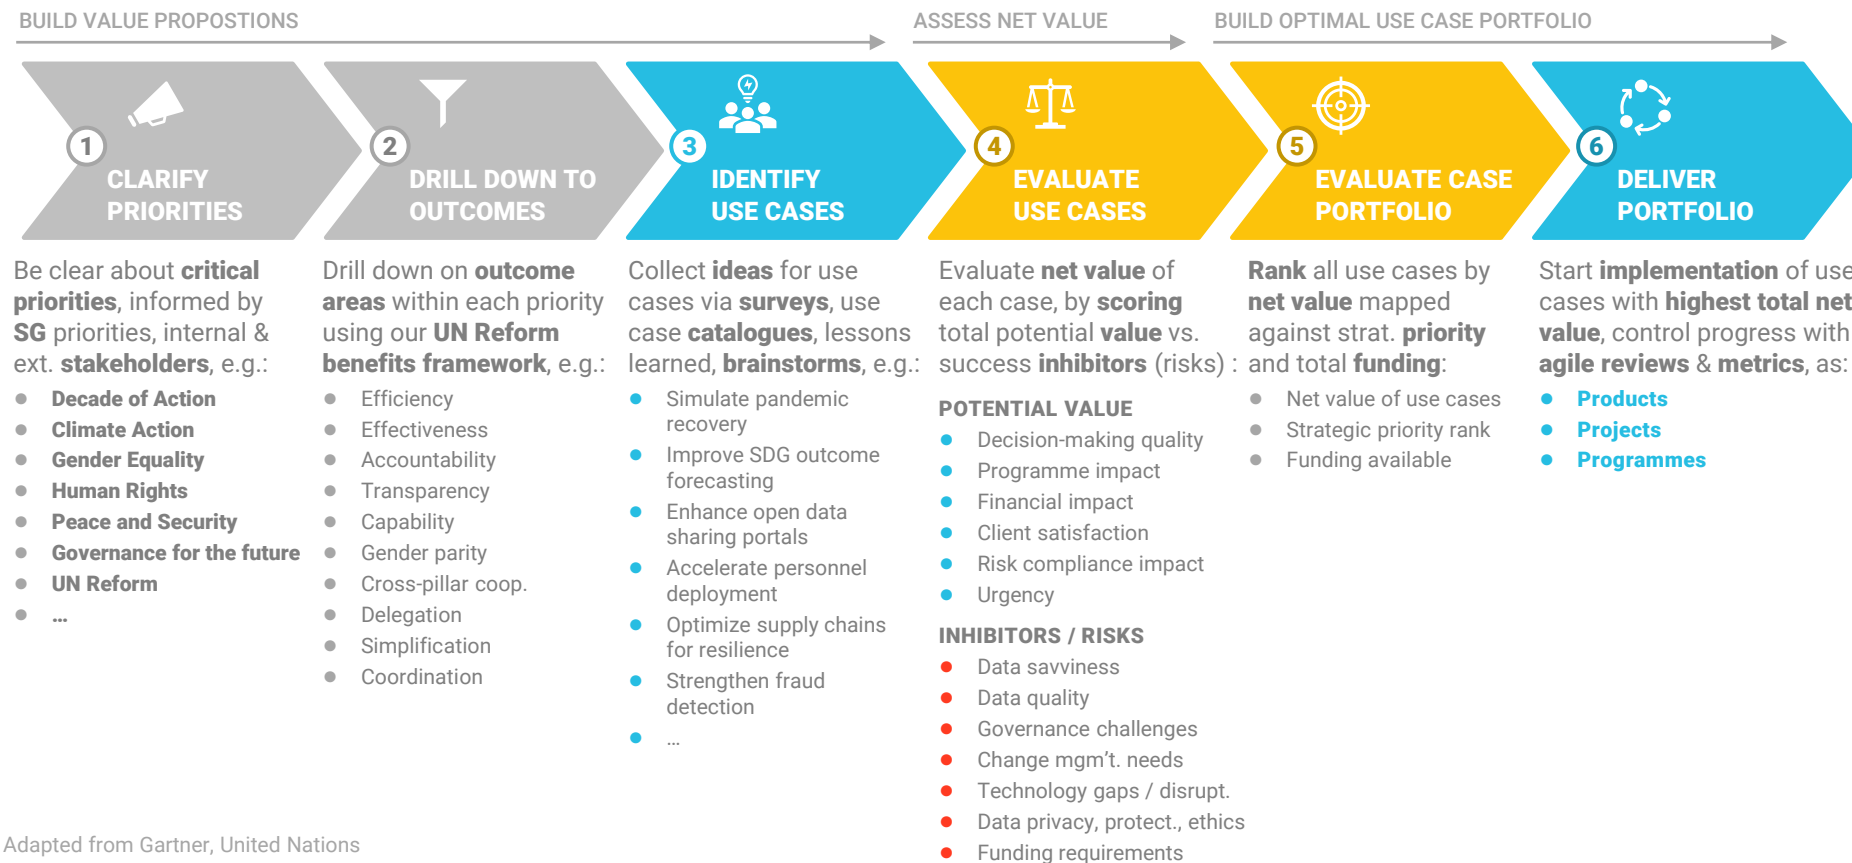 BUILD VALUE PROPOSTIONS
ASSESS NET VALUE
BUILD OPTIMAL USE CASE PORTFOLIO
1
CLARIFY
PRIORITIES
2
DRILL DOWN TO
OUTCOMES
3
IDENTIFY
USE CASES
4
EVALUATE
USE CASES
5
EVALUATE CASE
PORTFOLIO
6
DELIVER
PORTFOLIO
Be clear about critical
priorities, informed by
SG priorities, internal &
ext. stakeholders, e.g.:
Decade of Action
Climate Action
Gender Equality
Human Rights
Peace and Security
Governance for the future
UN Reform
…
Drill down on outcome
areas within each priority
using our UN Reform
benefits framework, e.g.:
Efficiency
Effectiveness
Accountability
Transparency
Capability
Gender parity
Cross-pillar coop.
Delegation
Simplification
Coordination
Collect ideas for use
cases via surveys, use
case catalogues, lessons
learned, brainstorms, e.g.:
Simulate pandemic
recovery
Improve SDG outcome
forecasting
Enhance open data
sharing portals
Accelerate personnel
deployment
Optimize supply chains
for resilience
Strengthen fraud
detection
…
Evaluate net value of
each case, by scoring
total potential value vs.
success inhibitors (risks) :
POTENTIAL VALUE
Decision-making quality
Programme impact
Financial impact
Client satisfaction
Risk compliance impact
Urgency
INHIBITORS / RISKS
Data savviness
Data quality
Governance challenges
Change mgm't. needs
Technology gaps / disrupt.
Data privacy, protect., ethics
Funding requirements
Rank all use cases by
net value mapped
against strat. priority
and total funding:
Net value of use cases
Strategic priority rank
Funding available
Start implementation of use
cases with highest total net
value, control progress with
agile reviews & metrics, as:
Products
Projects
Programmes
Adapted from Gartner, United Nations